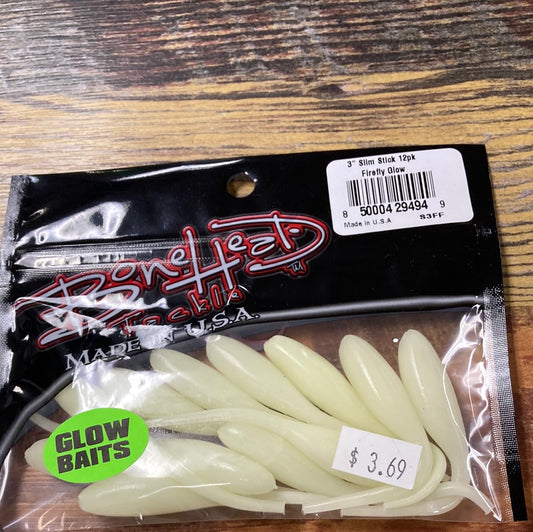 3" Slim Stick 12pk
Firefly Glow
8 50004 29494 9
Made in U.S.A S3FF
BoneHead
Tackle
MADE IN U.S.A.
GLOW
BAITS
$ 3.69